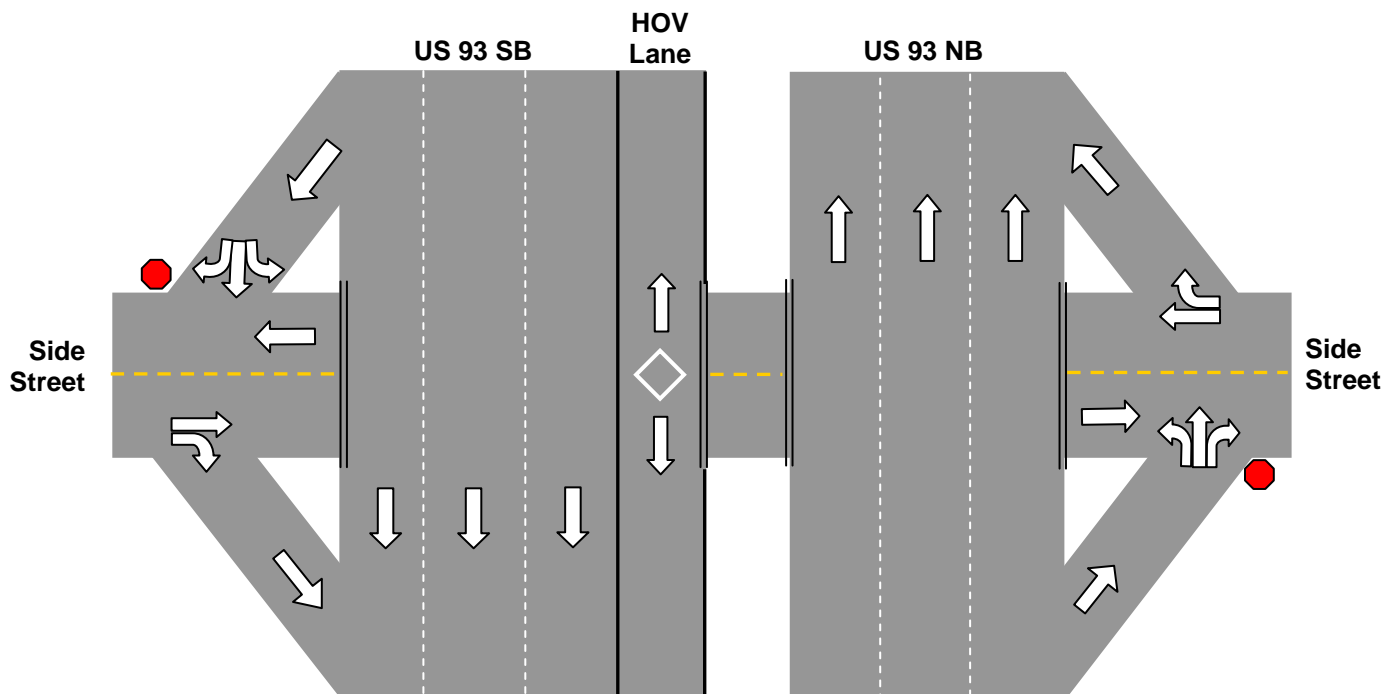 HOV
Lane
US 93 SB
US 93 NB
Side
Street
Side
Street